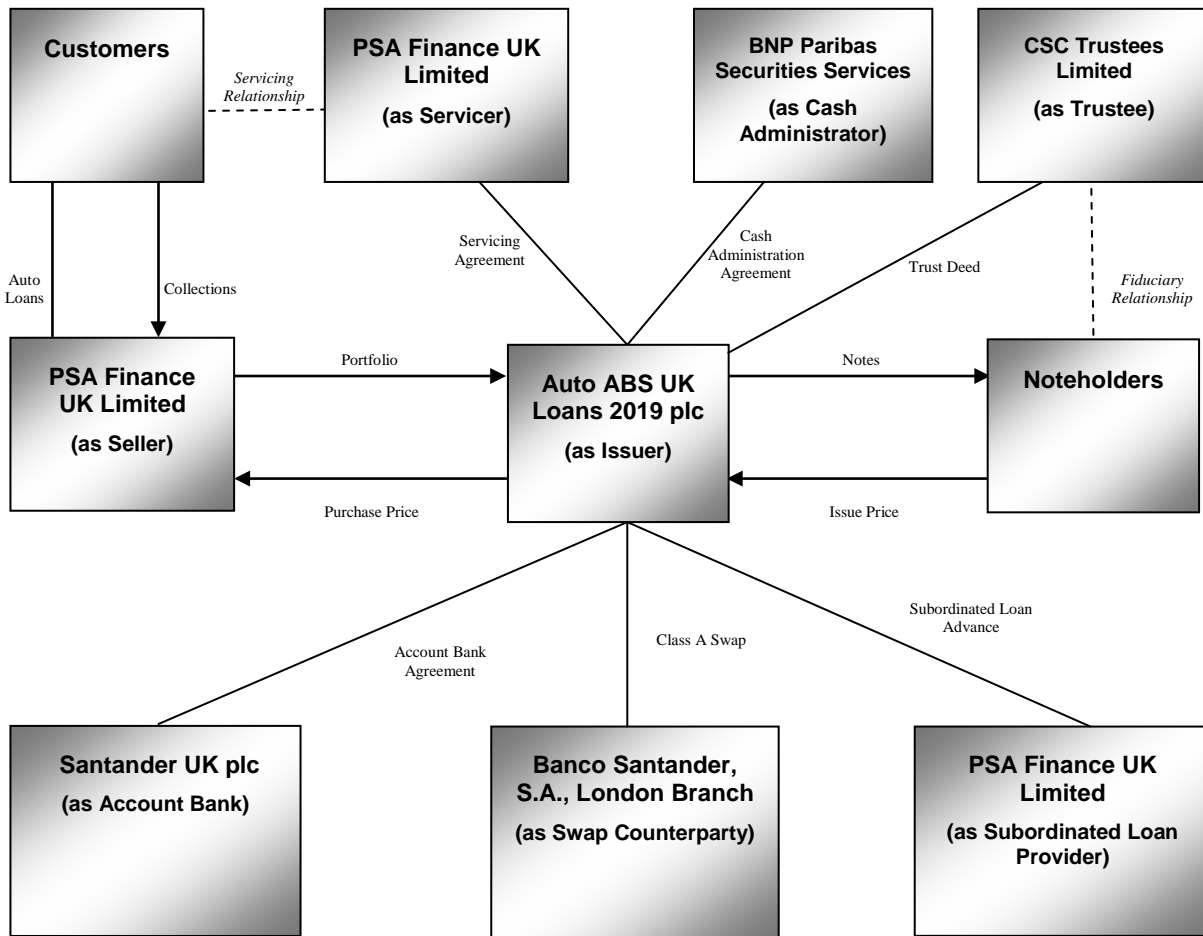 Customers
PSA Finance UK
Limited
(as Servicer)
BNP Paribas
Securities Services
(as Cash
Administrator)
CSC Trustees
Limited
(as Trustee)
Servicing
Relationship
Auto
Loans
Collections
Servicing
Agreement
Cash
Administration
Agreement
Trust Deed
Fiduciary
Relationship
PSA Finance
UK Limited
(as Seller)
Portfolio
Purchase Price
Auto ABS UK
Loans 2019 plc
(as Issuer)
Notes
Issue Price
Noteholders
Account Bank
Agreement
Class A Swap
Subordinated Loan
Advance
Santander UK plc
(as Account Bank)
Banco Santander,
S.A., London Branch
(as Swap Counterparty)
PSA Finance UK
Limited
(as Subordinated Loan
Provider)